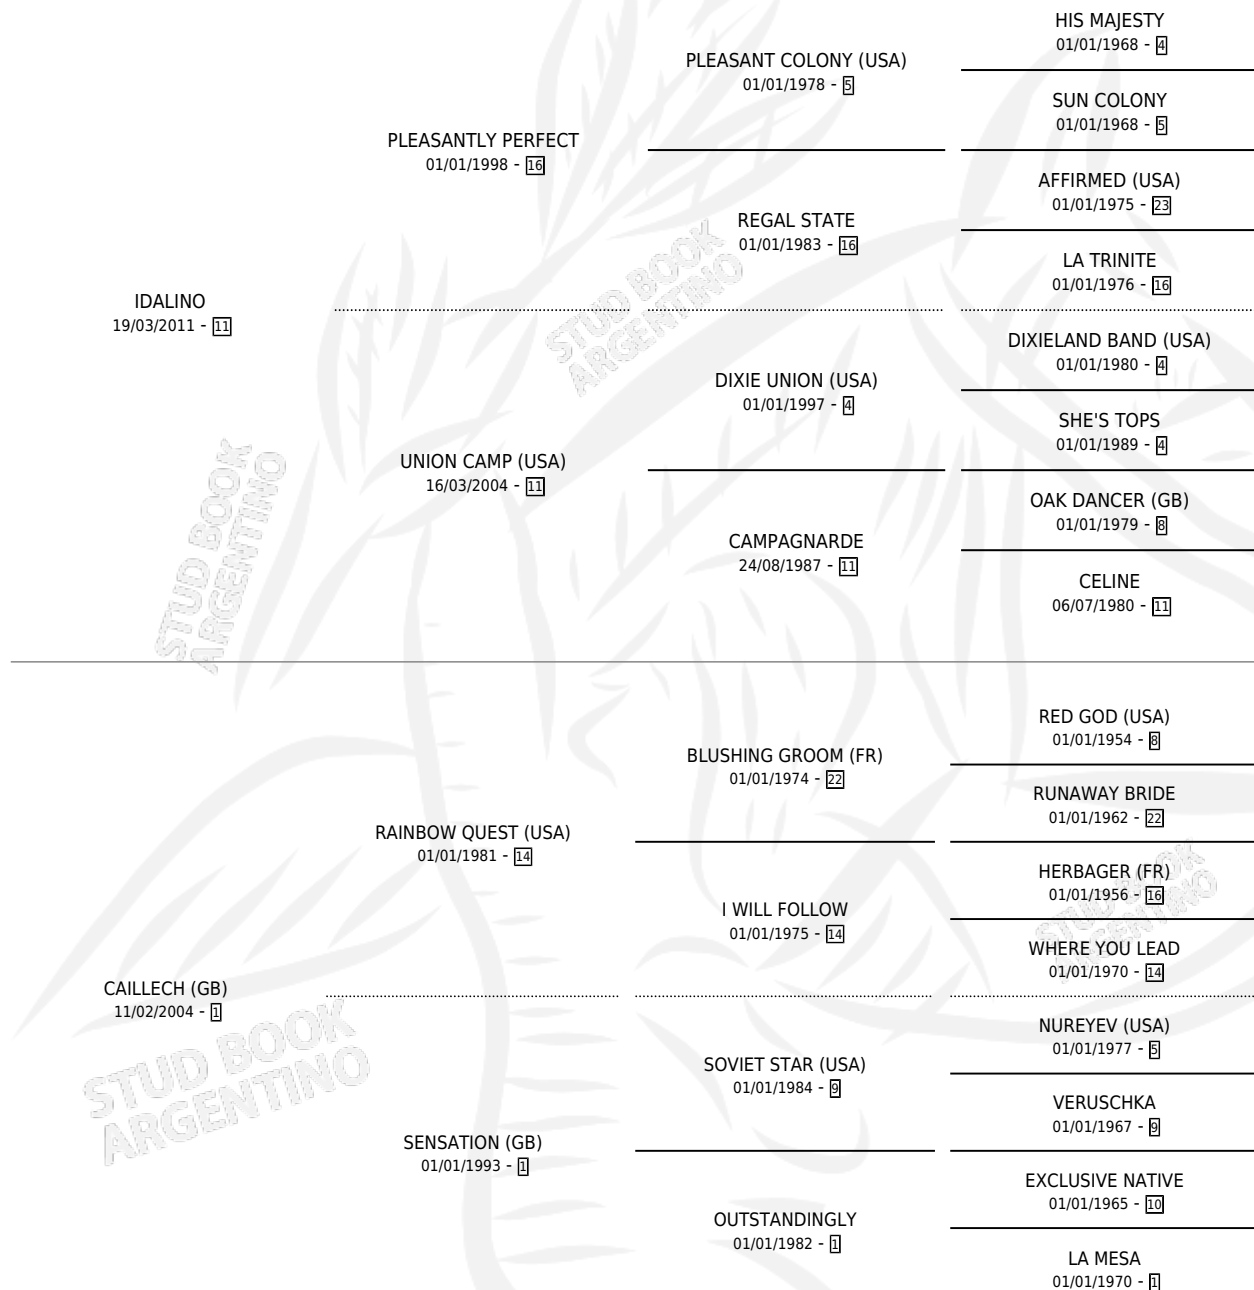 HIS MAJESTY
01/01/1968 - 4
PLEASANT COLONY (USA)
01/01/1978 - 5
SUN COLONY
01/01/1968 - 5
PLEASANTLY PERFECT
01/01/1998 - 16
AFFIRMED (USA)
01/01/1975 - 23
REGAL STATE
01/01/1983 - 16
LA TRINITE
01/01/1976 - 16
IDALINO
19/03/2011 - 11
STUD BOOK
ARGENTINO
DIXIELAND BAND (USA)
01/01/1980 - 4
DIXIE UNION (USA)
01/01/1997 - 4
SHE'S TOPS
01/01/1989 - 4
UNION CAMP (USA)
16/03/2004 - 11
OAK DANCER (GB)
01/01/1979 - 8
CAMPAGNARDE
24/08/1987 - 11
CELINE
06/07/1980 - 11
STUD BOOK
ARGENTINO
RED GOD (USA)
01/01/1954 - 8
BLUSHING GROOM (FR)
01/01/1974 - 22
RUNAWAY BRIDE
01/01/1962 - 22
RAINBOW QUEST (USA)
01/01/1981 - 14
HERBAGER (FR)
01/01/1956 - 16
I WILL FOLLOW
01/01/1975 - 14
WHERE YOU LEAD
01/01/1970 - 14
STUD BOOK
ARGENTINO
CAILLECH (GB)
11/02/2004 - 1
NUREYEV (USA)
01/01/1977 - 5
SOVIET STAR (USA)
01/01/1984 - 9
VERUSCHKA
01/01/1967 - 9
STUD BOOK
ARGENTINO
SENSATION (GB)
01/01/1993 - 1
EXCLUSIVE NATIVE
01/01/1965 - 10
OUTSTANDINGLY
01/01/1982 - 1
LA MESA
01/01/1970 - 1